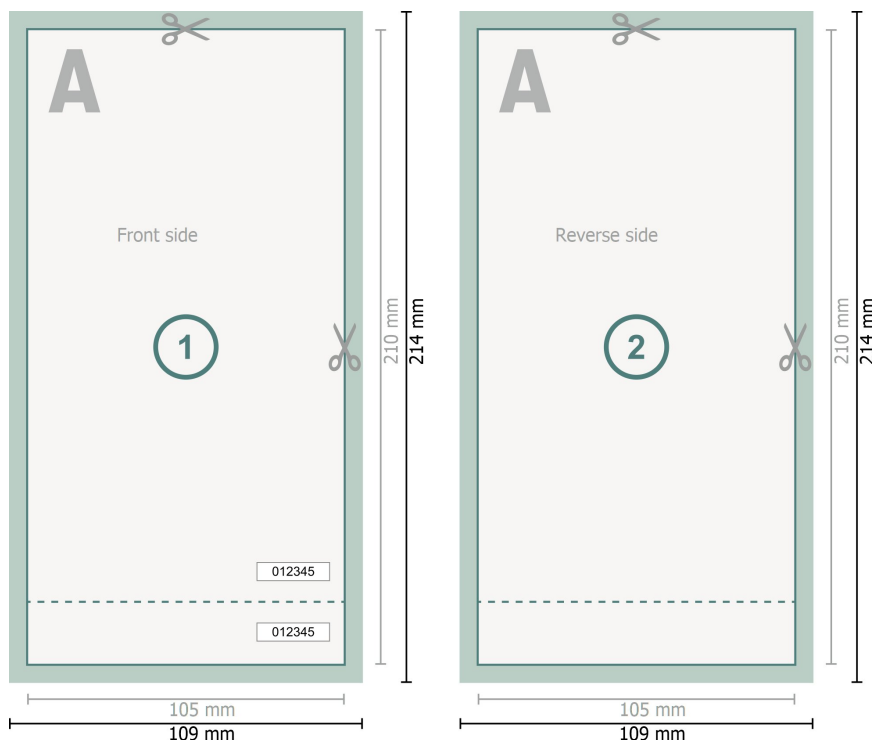 A
Front side
1
012345
012345
210 mm
214 mm
105 mm
109 mm
A
Reverse side
2
210 mm
214 mm
105 mm
109 mm